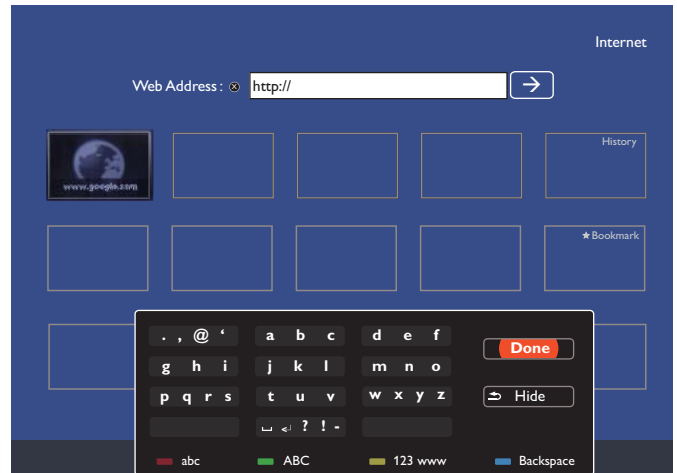 Internet
Web Address : http://
History
www.google.com
★ Bookmark
. , @ ‘ a b c d e f
Done
g h i j k l m n o
p q r s t u v w x y z Hide
␣ ↲ ? ! -
abc ABC 123 www Backspace